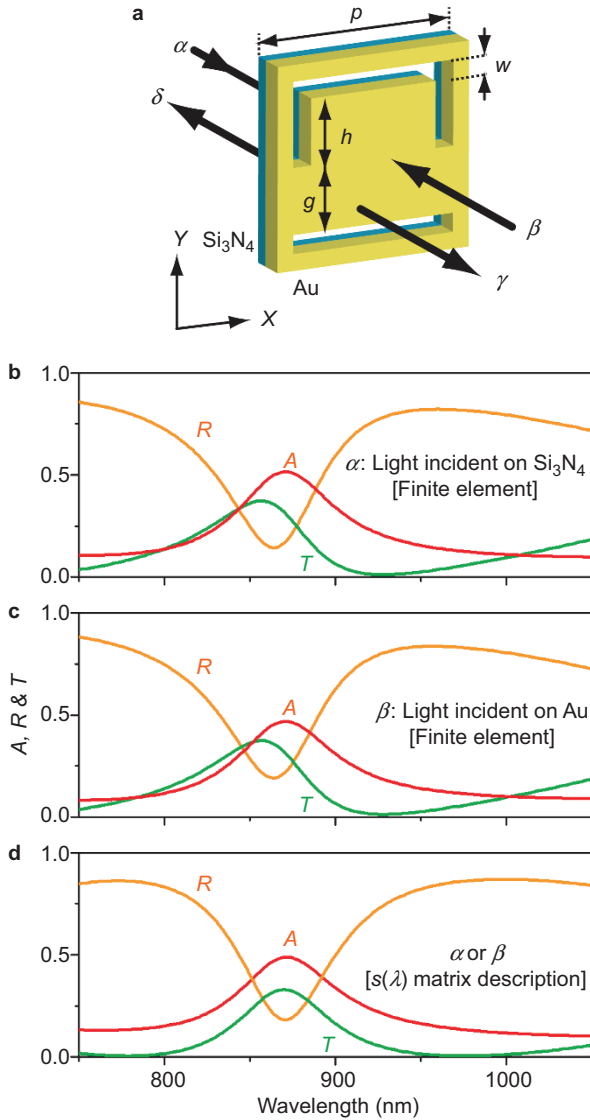 a
p
α
w
δ
h
g
β
Si₃N₄
γ
Y
Au
X
b
1.0
R
A
α: Light incident on Si₃N₄
[Finite element]
0.5
T
0.0
c
1.0
R
A
β: Light incident on Au
[Finite element]
0.5
T
0.0
A, R & T
d
1.0
R
A
α or β
[s(λ) matrix description]
0.5
T
0.0
800
900
1000
Wavelength (nm)